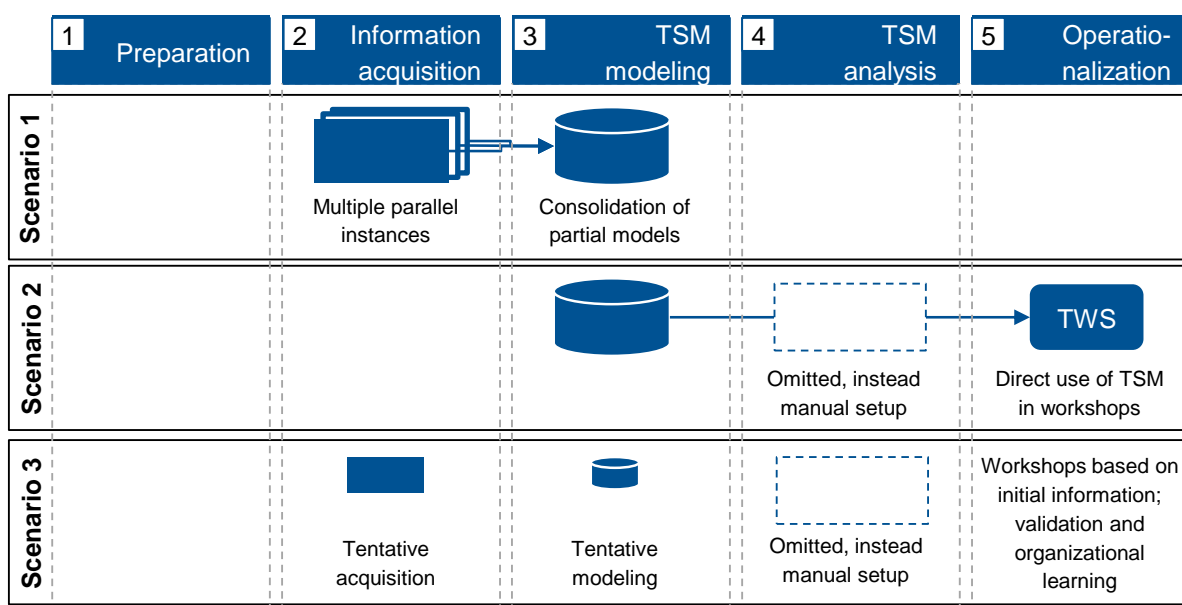 1
Preparation
2
Information
acquisition
3
TSM
modeling
4
TSM
analysis
5
Operatio-
nalization
Scenario 1
Multiple parallel
instances
Consolidation of
partial models
Scenario 2
TWS
Omitted, instead
manual setup
Direct use of TSM
in workshops
Scenario 3
Tentative
acquisition
Tentative
modeling
Omitted, instead
manual setup
Workshops based on
initial information;
validation and
organizational
learning